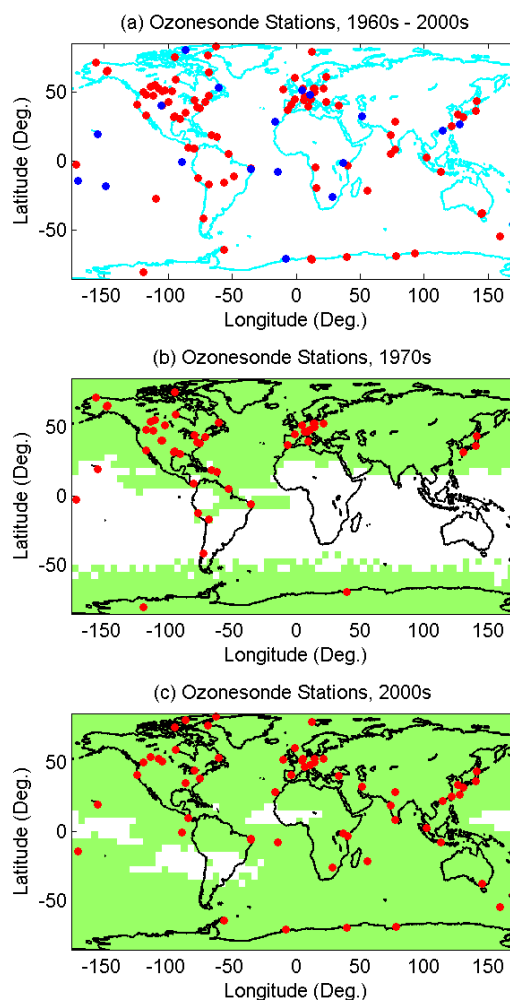 (a) Ozonesonde Stations, 1960s - 2000s
50
0
-50
Latitude (Deg.)
-150 -100 -50 0 50 100 150
Longitude (Deg.)
(b) Ozonesonde Stations, 1970s
50
0
-50
Latitude (Deg.)
-150 -100 -50 0 50 100 150
Longitude (Deg.)
(c) Ozonesonde Stations, 2000s
50
0
-50
Latitude (Deg.)
-150 -100 -50 0 50 100 150
Longitude (Deg.)